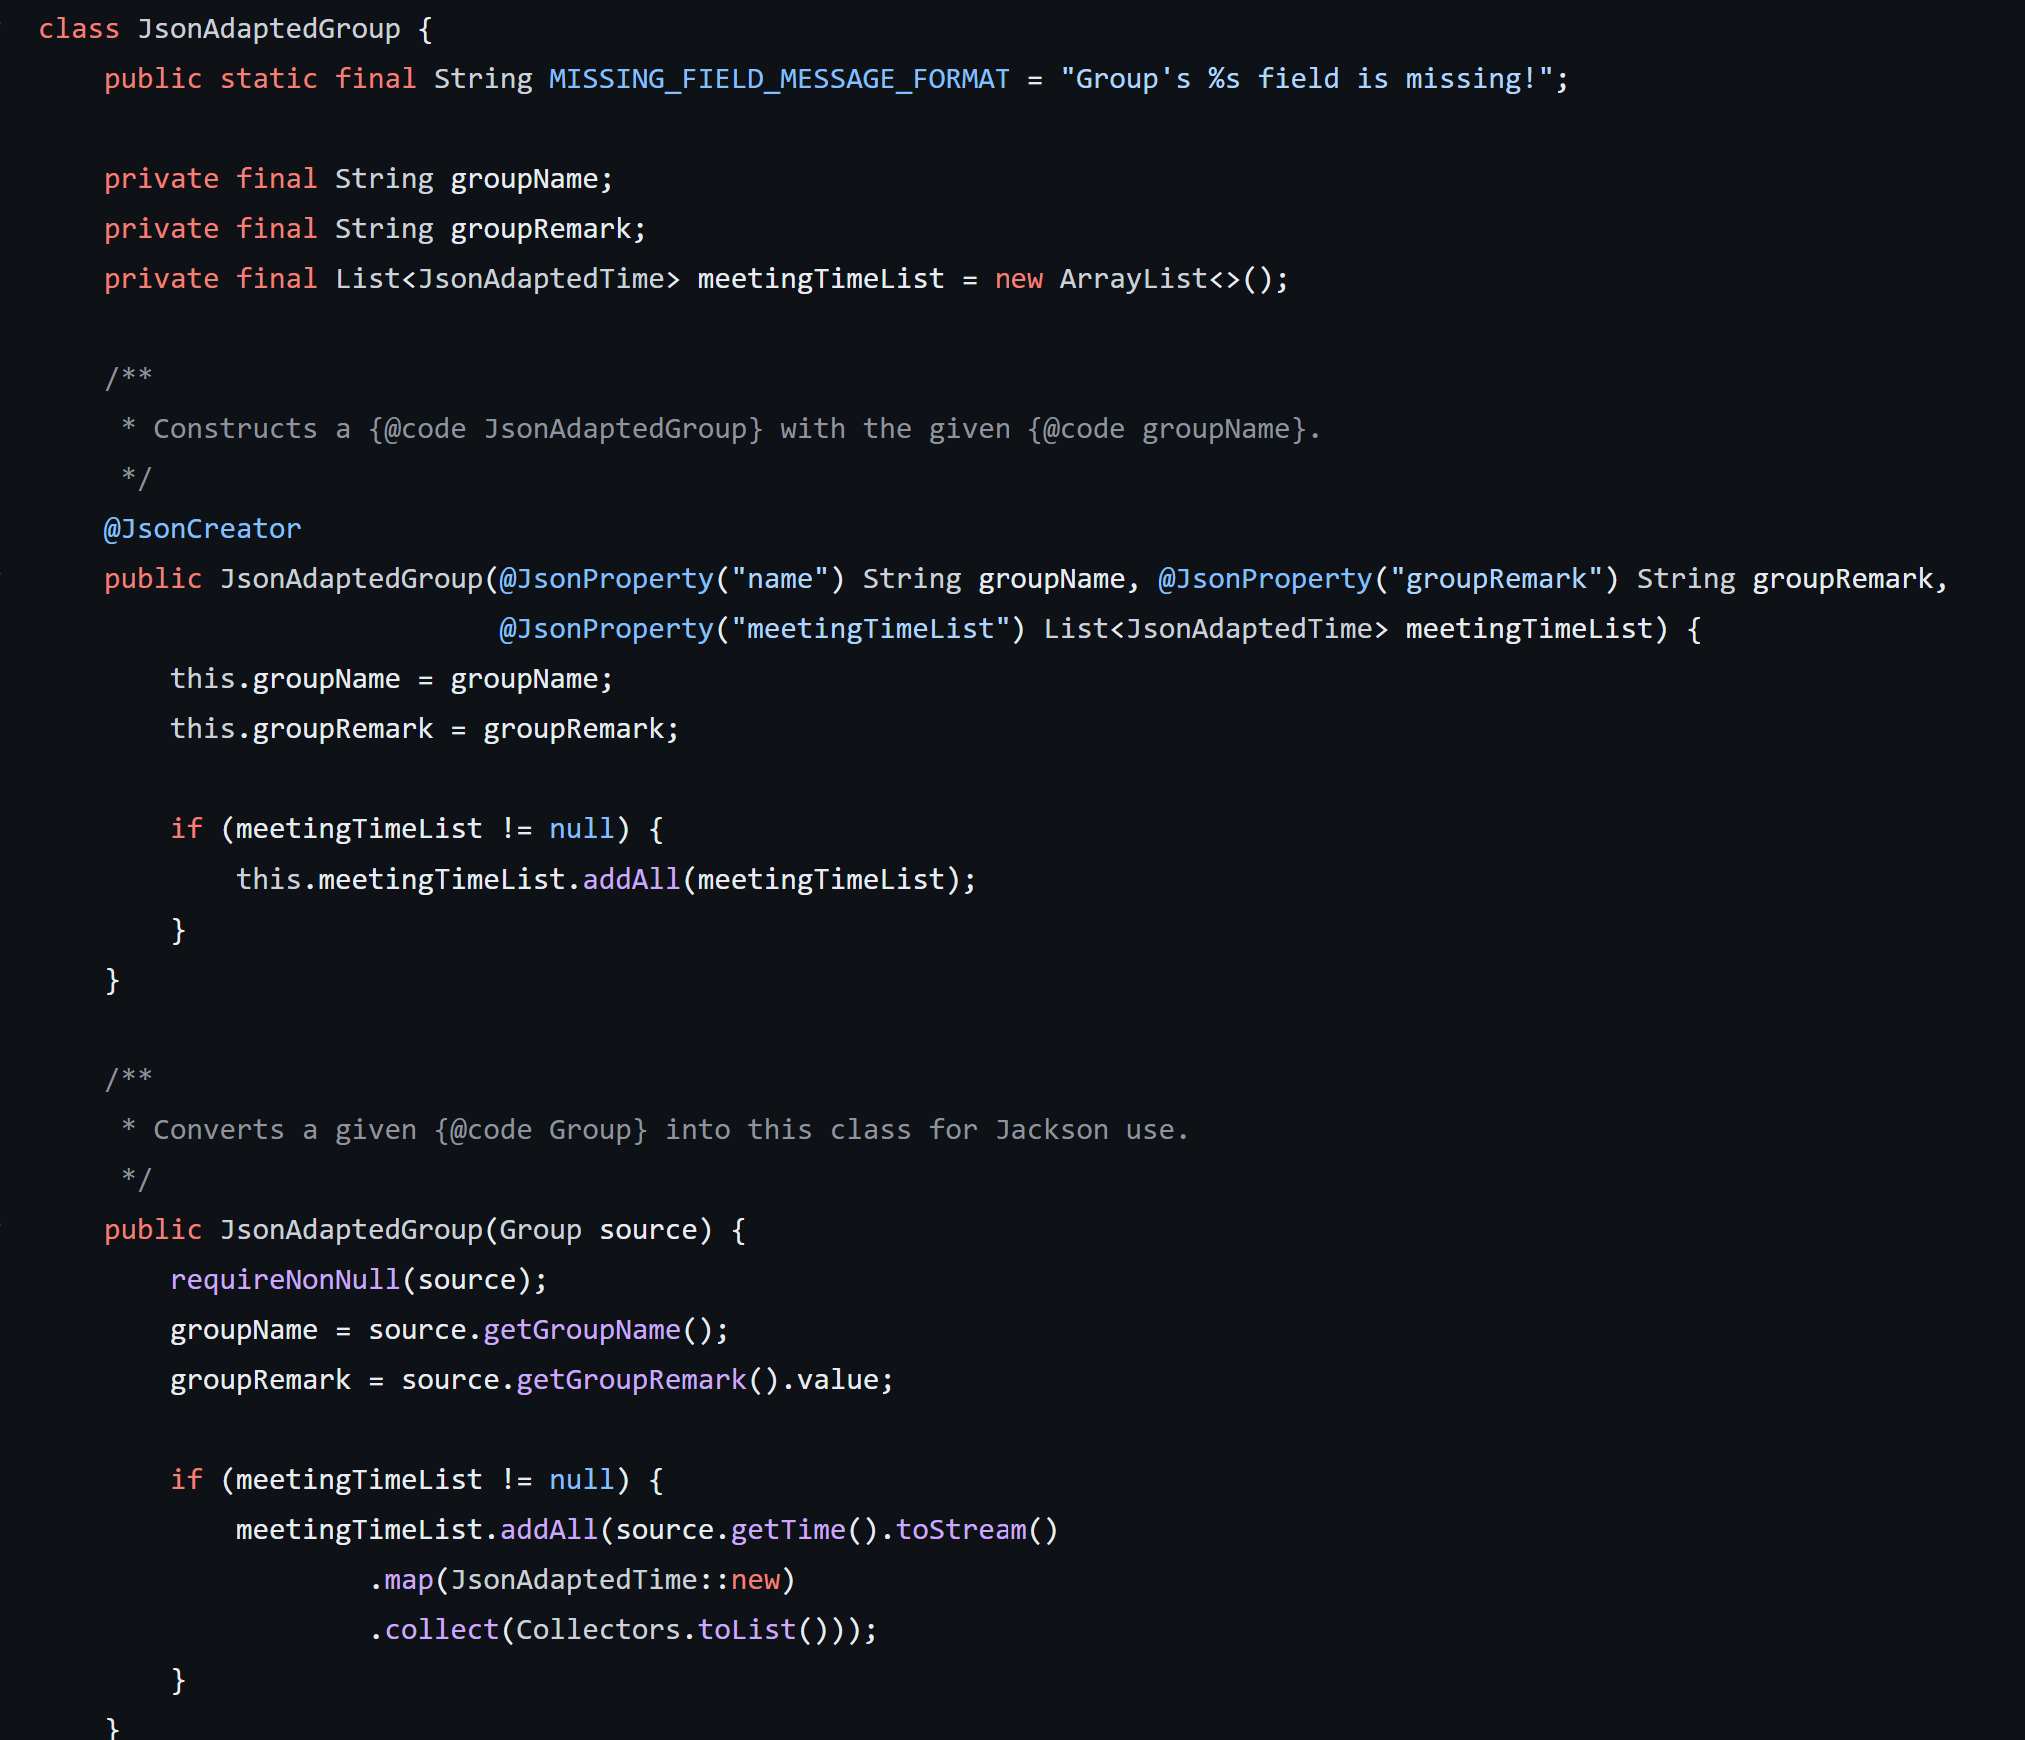 class JsonAdaptedGroup {
public static final String MISSING_FIELD_MESSAGE_FORMAT = "Group's %s field is missing!";
private final String groupName;
private final String groupRemark;
private final List<JsonAdaptedTime> meetingTimeList = new ArrayList<>();
/**
* Constructs a {@code JsonAdaptedGroup} with the given {@code groupName}.
*/
@JsonCreator
public JsonAdaptedGroup(@JsonProperty("name") String groupName, @JsonProperty("groupRemark") String groupRemark,
@JsonProperty("meetingTimeList") List<JsonAdaptedTime> meetingTimeList) {
this.groupName = groupName;
this.groupRemark = groupRemark;
if (meetingTimeList != null) {
this.meetingTimeList.addAll(meetingTimeList);
}
}
/**
* Converts a given {@code Group} into this class for Jackson use.
*/
public JsonAdaptedGroup(Group source) {
requireNonNull(source);
groupName = source.getGroupName();
groupRemark = source.getGroupRemark().value;
if (meetingTimeList != null) {
meetingTimeList.addAll(source.getTime().toStream()
.map(JsonAdaptedTime::new)
.collect(Collectors.toList()));
}
}